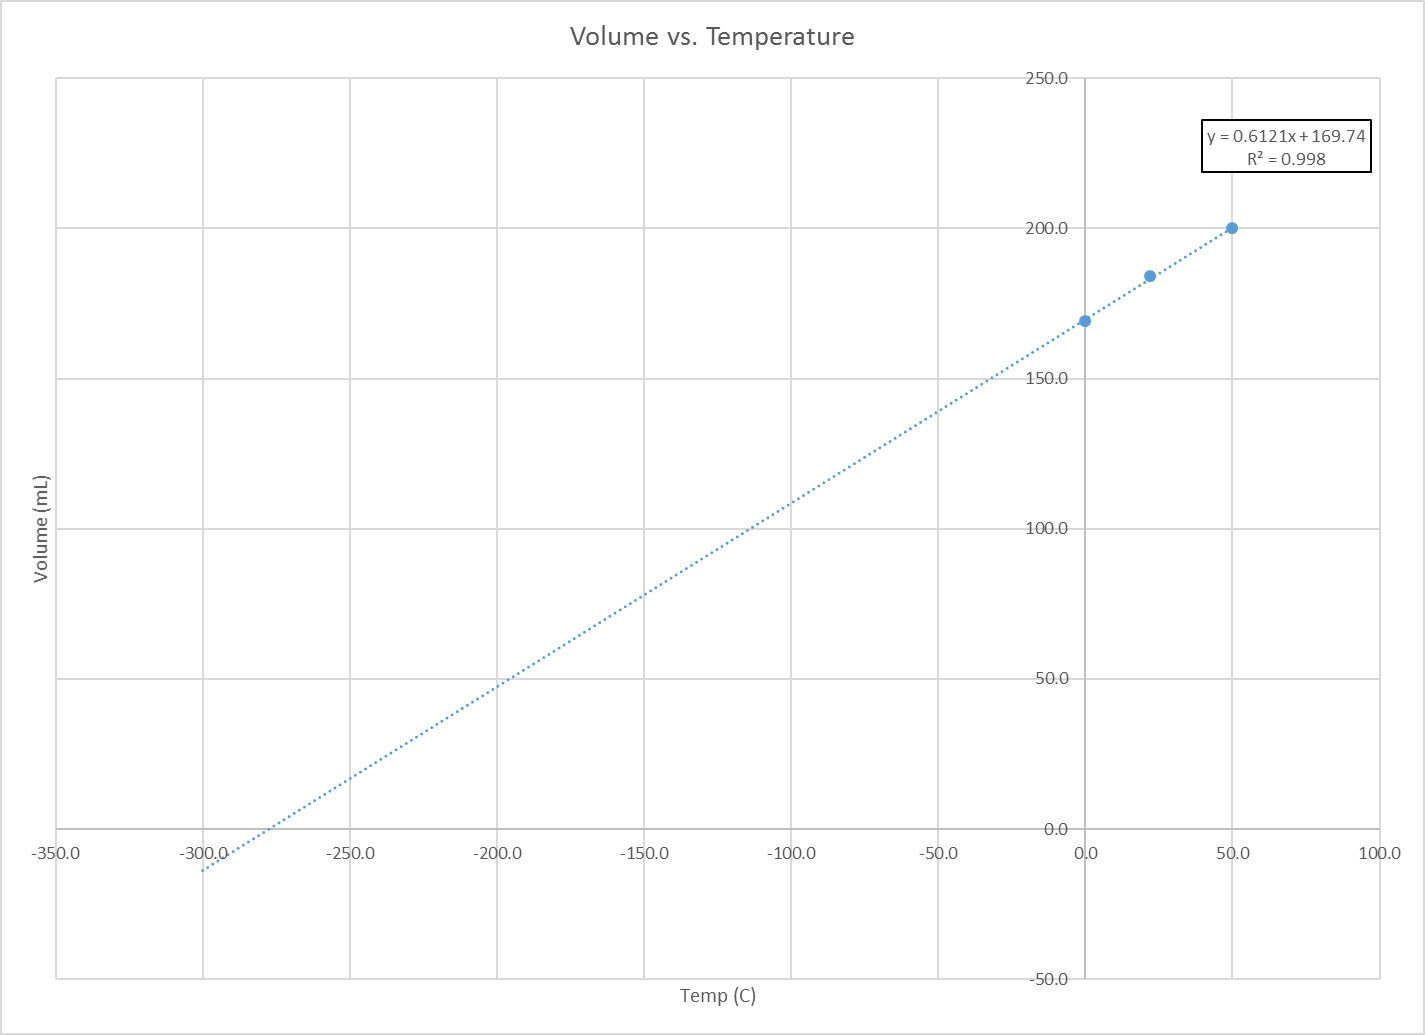 Volume vs. Temperature
250.0
y = 0.6121x + 169.74
R² = 0.998
200.0
150.0
Volume (mL)
100.0
50.0
0.0
-350.0 -300.0 -250.0 -200.0 -150.0 -100.0 -50.0 0.0 50.0 100.0
-50.0
Temp (C)